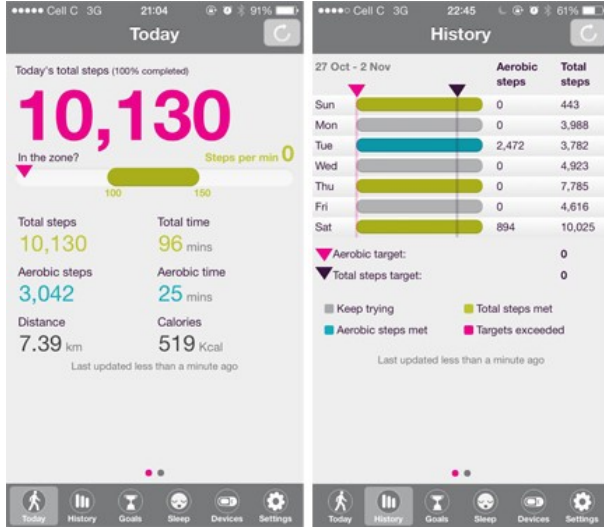 Cell C 3G 21:04 91%
Today
Today's total steps (100% completed)
10,130
In the zone? Steps per min 0
100 150
Total steps Total time
10,130 96 mins
Aerobic steps Aerobic time
3,042 25 mins
Distance Calories
7.39 km 519 Kcal
Last updated less than a minute ago
Today History Goals Sleep Devices Settings
Cell C 3G 22:45 61%
History
27 Oct - 2 Nov Aerobic steps Total steps
Sun 0 443
Mon 0 3,988
Tue 2,472 3,782
Wed 0 4,923
Thu 0 7,785
Fri 0 4,616
Sat 894 10,025
Aerobic target: 0
Total steps target: 0
Keep trying Total steps met
Aerobic steps met Targets exceeded
Last updated less than a minute ago
Today History Goals Sleep Devices Settings